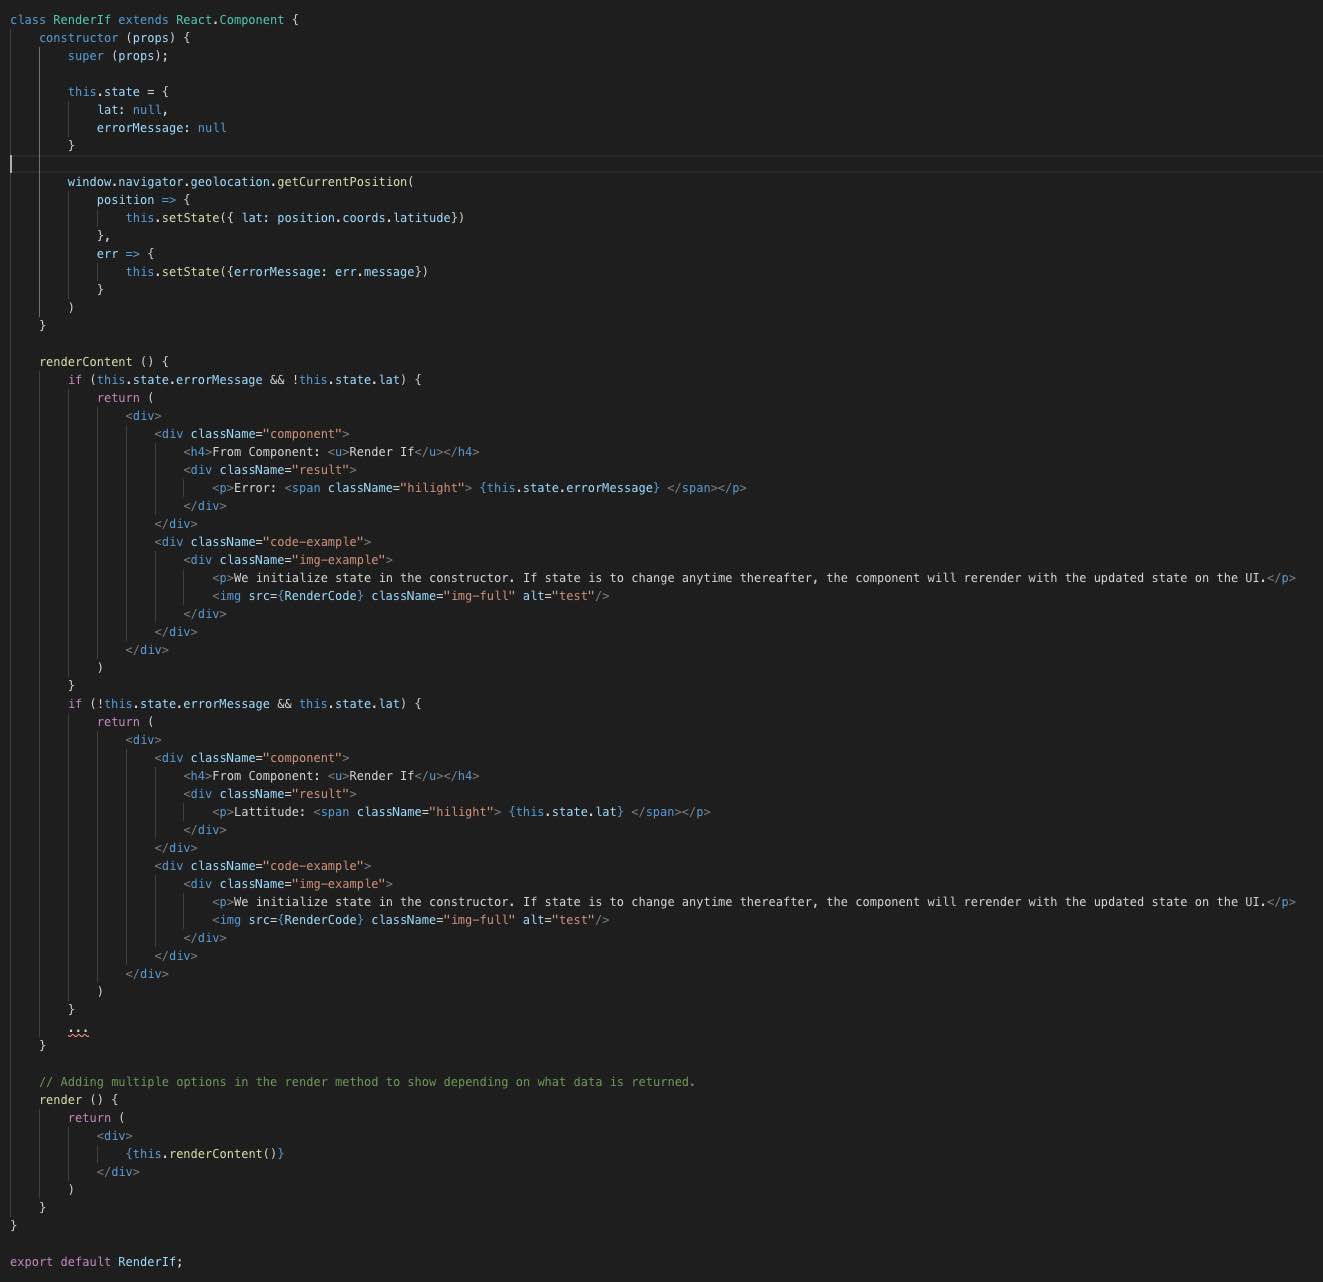 class RenderIf extends React.Component {
    constructor (props) {
        super (props);

        this.state = {
            lat: null,
            errorMessage: null
        }

        window.navigator.geolocation.getCurrentPosition(
            position => {
                this.setState({ lat: position.coords.latitude})
            },
            err => {
                this.setState({errorMessage: err.message})
            }
        )
    }

    renderContent () {
        if (this.state.errorMessage && !this.state.lat) {
            return (
                <div>
                    <div className="component">
                        <h4>From Component: <u>Render If</u></h4>
                        <div className="result">
                            <p>Error: <span className="hilight"> {this.state.errorMessage} </span></p>
                        </div>
                    </div>
                    <div className="code-example">
                        <div className="img-example">
                            <p>We initialize state in the constructor. If state is to change anytime thereafter, the component will rerender with the updated state on the UI.</p>
                            <img src={RenderCode} className="img-full" alt="test"/>
                        </div>
                    </div>
                </div>
            )
        }
        if (!this.state.errorMessage && this.state.lat) {
            return (
                <div>
                    <div className="component">
                        <h4>From Component: <u>Render If</u></h4>
                        <div className="result">
                            <p>Lattitude: <span className="hilight"> {this.state.lat} </span></p>
                        </div>
                    </div>
                    <div className="code-example">
                        <div className="img-example">
                            <p>We initialize state in the constructor. If state is to change anytime thereafter, the component will rerender with the updated state on the UI.</p>
                            <img src={RenderCode} className="img-full" alt="test"/>
                        </div>
                    </div>
                </div>
            )
        }
        ...
    }

    // Adding multiple options in the render method to show depending on what data is returned.
    render () {
        return (
            <div>
                {this.renderContent()}
            </div>
        )
    }
}

export default RenderIf;